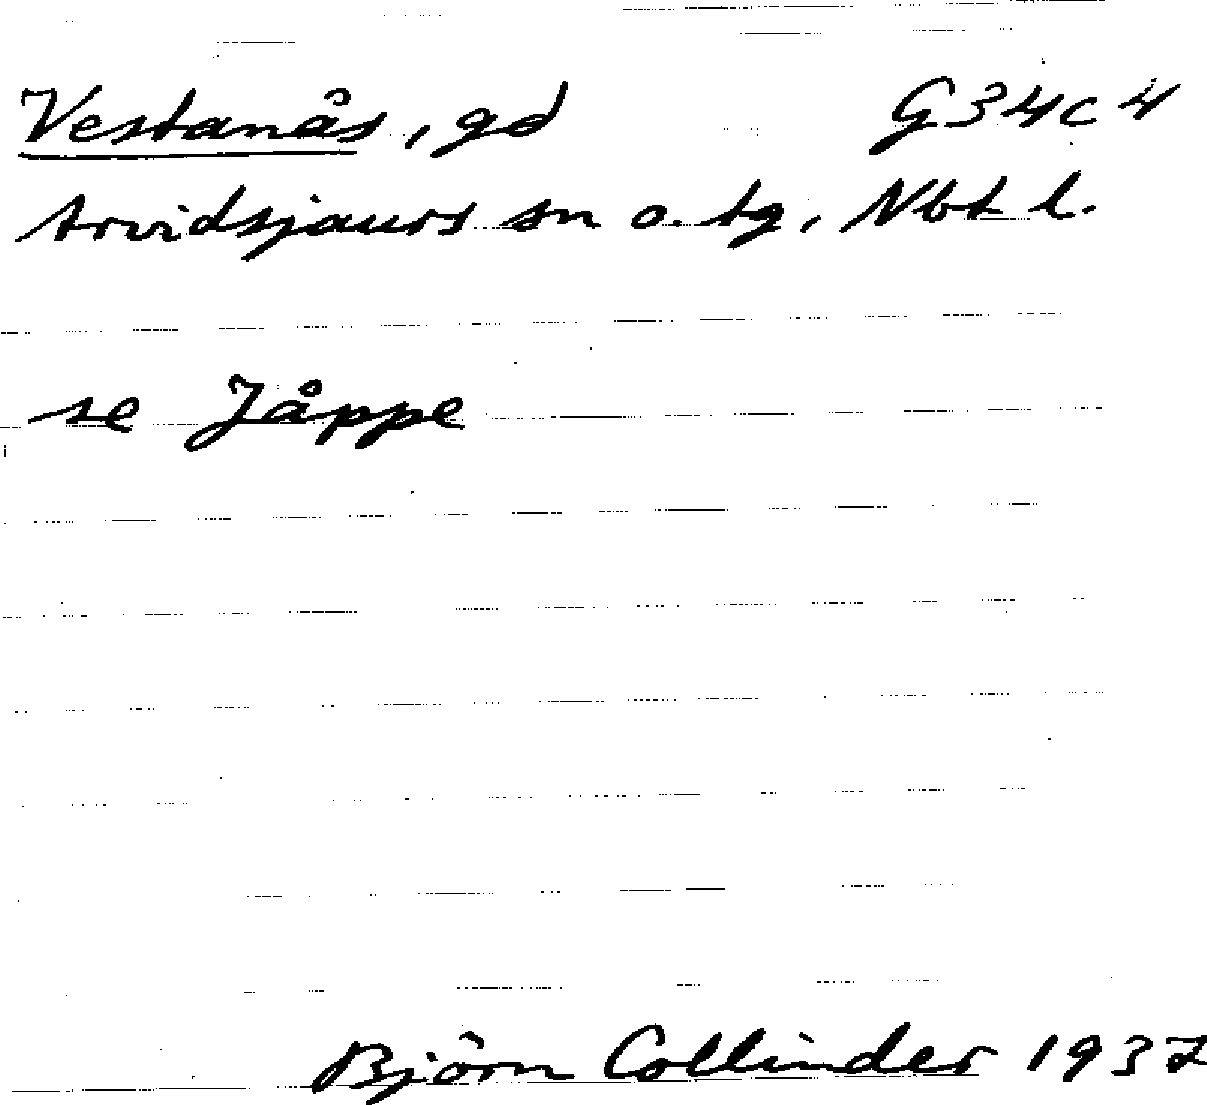 Vestanås, gd G34c4
Arvidsjaurs sn o. tg, Nbt l.
se Jåppe
Björn Collinder 1937